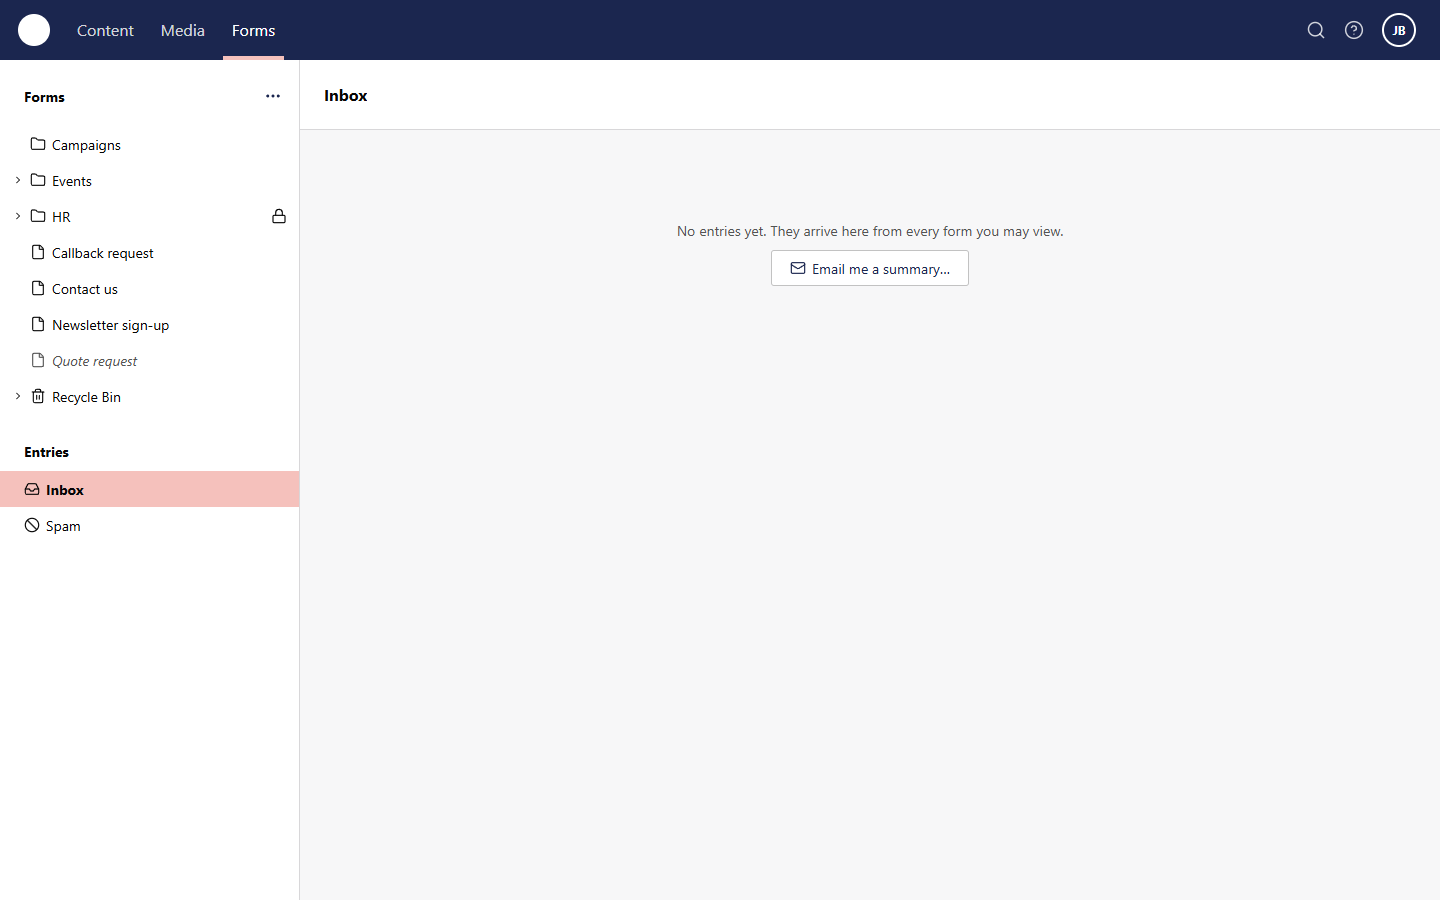 Content
Media
Forms
JB
Forms
Campaigns
Events
HR
Callback request
Contact us
Newsletter sign-up
Quote request
Recycle Bin
Entries
Inbox
Spam
Inbox
No entries yet. They arrive here from every form you may view.
Email me a summary...